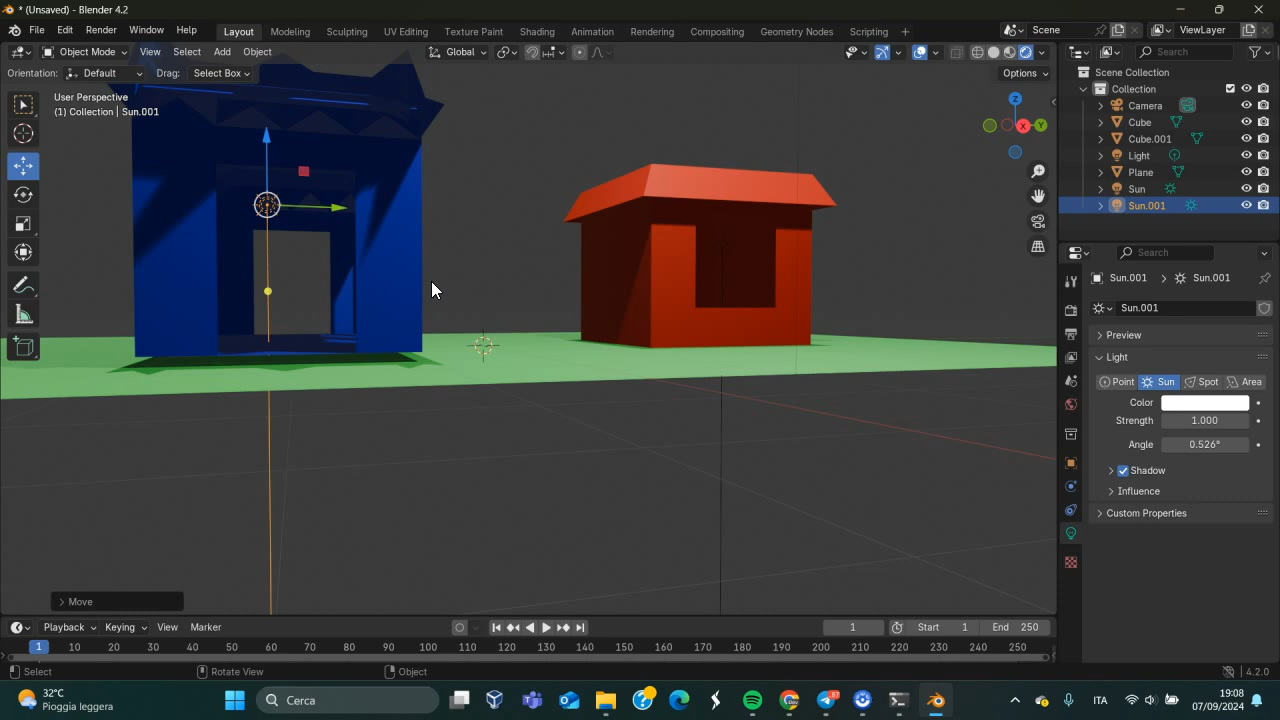 * (Unsaved) - Blender 4.2
File Edit Render Window Help Layout Modeling Sculpting UV Editing Texture Paint Shading Animation Rendering Compositing Geometry Nodes Scripting + Scene ViewLayer
Object Mode View Select Add Object Global Search
Orientation: Default Drag: Select Box Options
User Perspective
(1) Collection | Sun.001
Z
X Y
Scene Collection
Collection
Camera
Cube
Cube.001
Light
Plane
Sun
Sun.001
Search
Sun.001 Sun.001
Sun.001
Preview
Light
Point Sun Spot Area
Color
Strength 1.000
Angle 0.526°
Shadow
Influence
Custom Properties
Move
Playback Keying View Marker 1 Start 1 End 250
1 10 20 30 40 50 60 70 80 90 100 110 120 130 140 150 160 170 180 190 200 210 220 230 240 250
Select Rotate View Object 4.2.0
32°C
Pioggia leggera
Cerca
Dev
87
ITA
19:08
07/09/2024